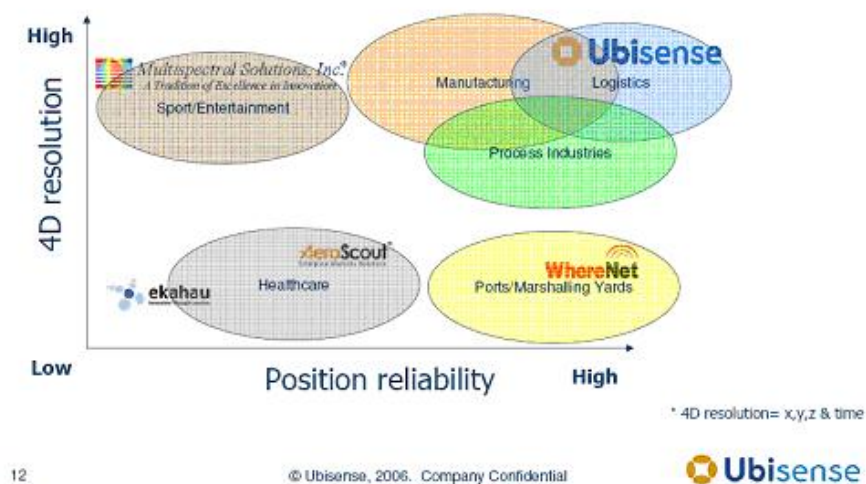 High
4D resolution
Low
Multispectral Solutions, Inc.®
A Tradition of Excellence in Innovation
Sport/Entertainment
Manufacturing
Ubisense
Logistics
Process Industries
AeroScout®
ekahau
Healthcare
WhereNet
Ports/Marshalling Yards
Position reliability
High
* 4D resolution= x,y,z & time
12
© Ubisense, 2006. Company Confidential
Ubisense